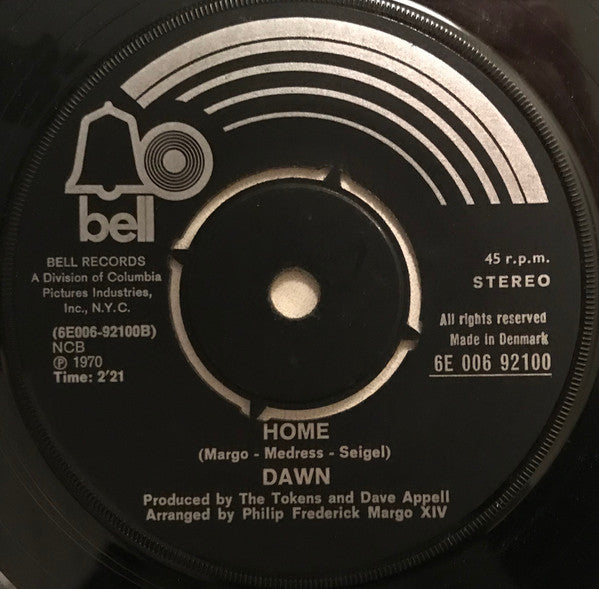 bell
BELL RECORDS
A Division of Columbia
Pictures Industries,
Inc., N.Y.C.
(6E006-92100B)
NCB
℗ 1970
Time: 2'21
45 r.p.m.
STEREO
All rights reserved
Made in Denmark
6E 006 92100
HOME
(Margo - Medress - Seigel)
DAWN
Produced by The Tokens and Dave Appell
Arranged by Philip Frederick Margo XIV